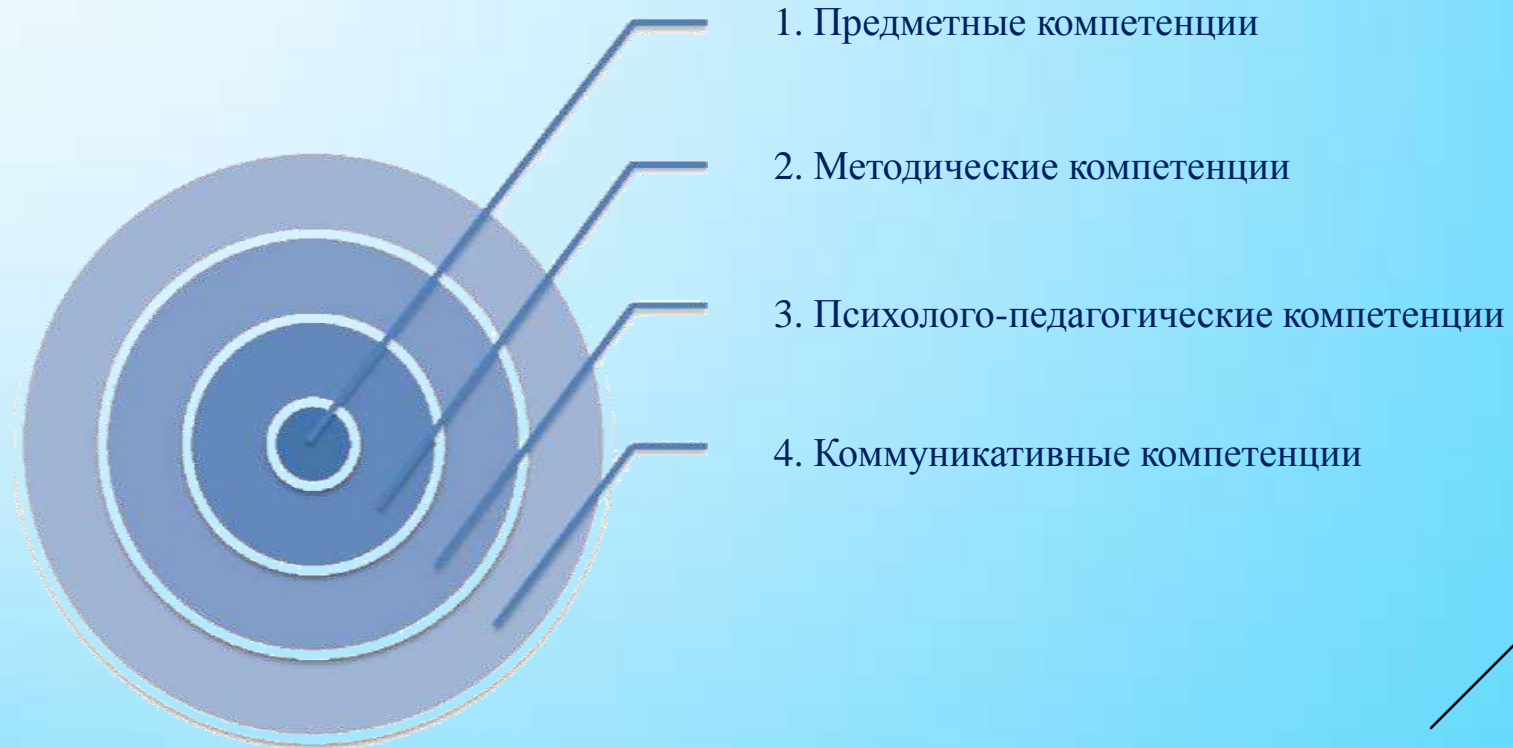 1. Предметные компетенции
2. Методические компетенции
3. Психолого-педагогические компетенции
4. Коммуникативные компетенции